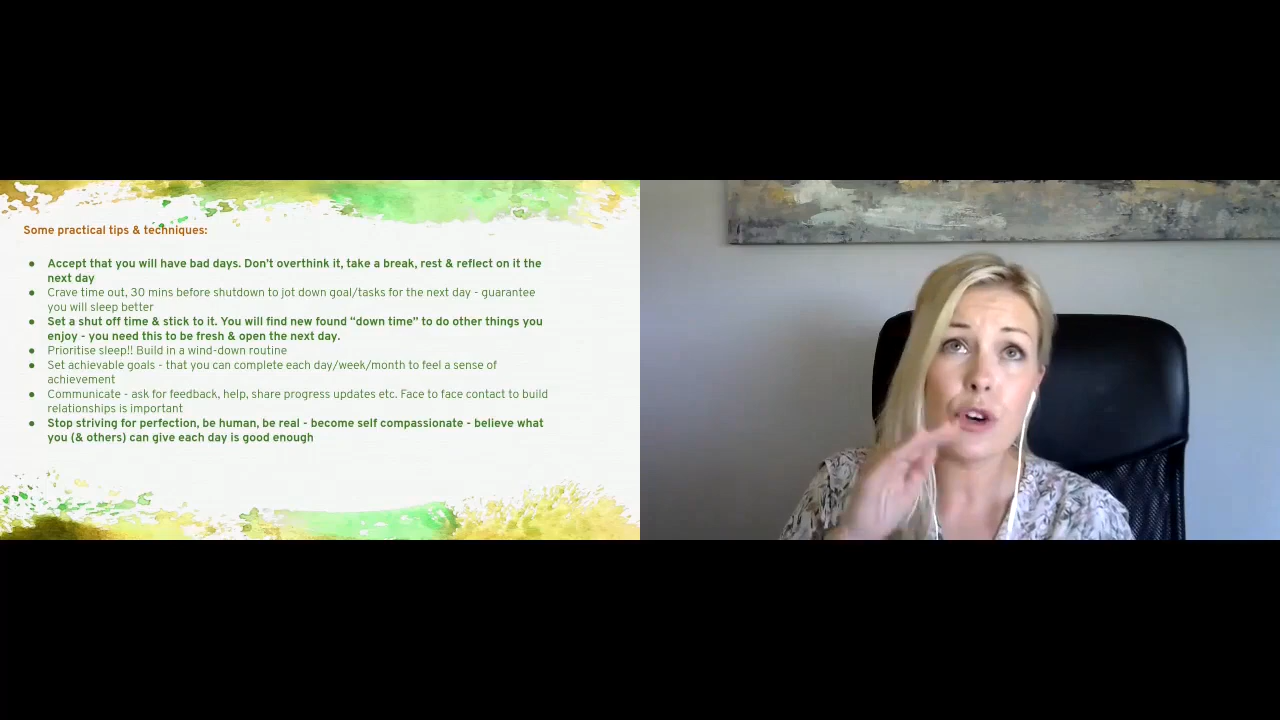 Some practical tips & techniques:
● Accept that you will have bad days. Don't overthink it, take a break, rest & reflect on it the
next day
● Crave time out, 30 mins before shutdown to jot down goal/tasks for the next day - guarantee
you will sleep better
● Set a shut off time & stick to it. You will find new found “down time” to do other things you
enjoy - you need this to be fresh & open the next day.
● Prioritise sleep!! Build in a wind-down routine
● Set achievable goals - that you can complete each day/week/month to feel a sense of
achievement
● Communicate - ask for feedback, help, share progress updates etc. Face to face contact to build
relationships is important
● Stop striving for perfection, be human, be real - become self compassionate - believe what
you (& others) can give each day is good enough